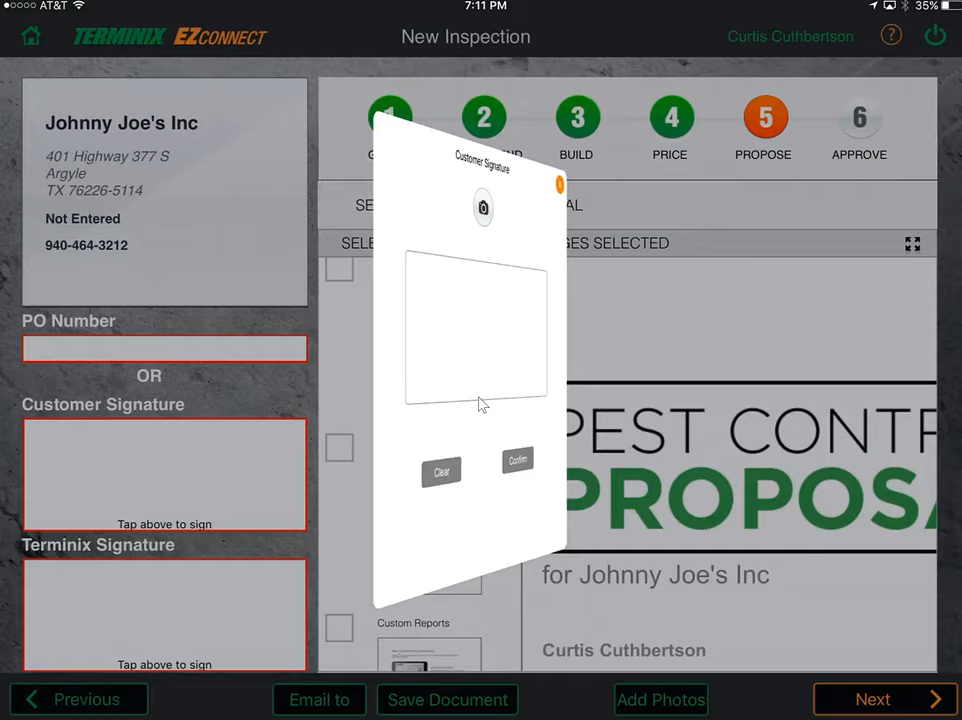 AT&T
7:11 PM
35%
TERMINIX EZCONNECT
New Inspection
Curtis Cuthbertson
?
Johnny Joe's Inc
401 Highway 377 S
Argyle
TX 76226-5114
Not Entered
940-464-3212
PO Number
OR
Customer Signature
Tap above to sign
Terminix Signature
Tap above to sign
2
3
4
5
6
BUILD
PRICE
PROPOSE
APPROVE
GES SELECTED
Customer Signature
Clear
Confirm
PEST CONTR
PROPOSA
for Johnny Joe's Inc
Curtis Cuthbertson
Custom Reports
Previous
Email to
Save Document
Add Photos
Next